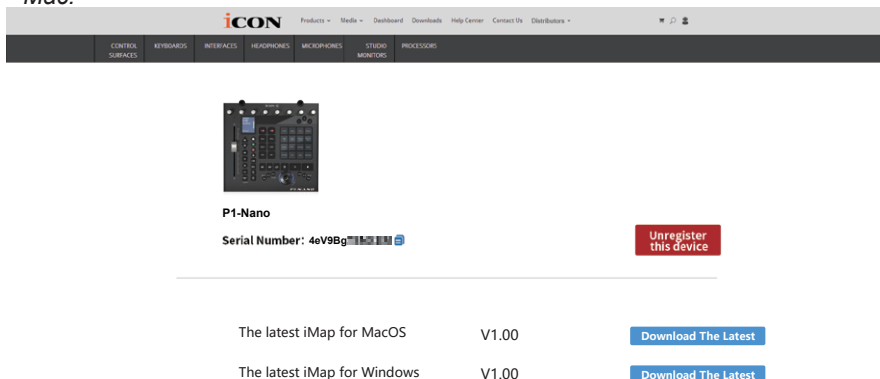 Mac.
iCON
Products Media Dashboard Downloads Help Center Contact Us Distributors
CONTROL SURFACES KEYBOARDS INTERFACES HEADPHONES MICROPHONES STUDIO MONITORS PROCESSORS
P1-Nano
Serial Number: 4eV9Bg
Unregister this device
The latest iMap for MacOS V1.00 Download The Latest
The latest iMap for Windows V1.00 Download The Latest